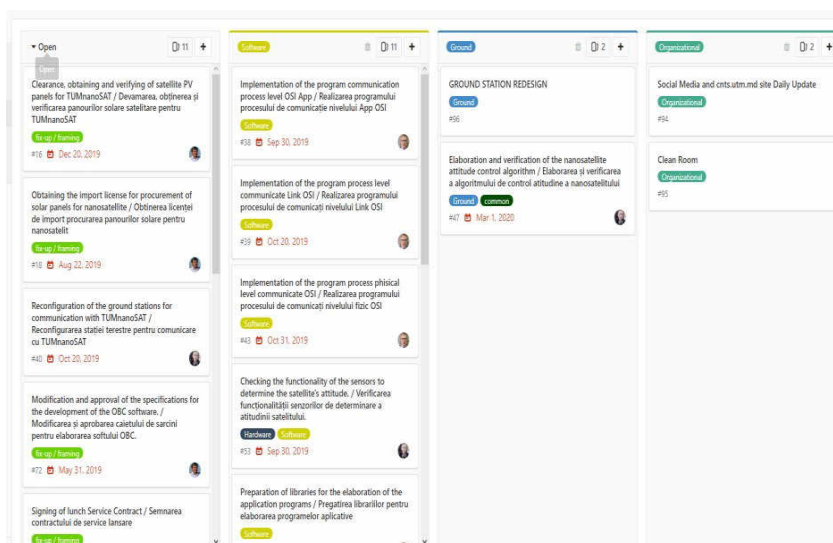 Open
11
+
Open
Clearance, obtaining and verifying of satellite PV
panels for TUMnanoSAT / Devamarea, obținerea și
verificarea panourilor solare satelitare pentru
TUMnanoSAT
fix-up / framing
#16 Dec 20, 2019
Obtaining the import license for procurement of
solar panels for nanosatellite / Obtinerea licenței
de import procurarea panourilor solare pentru
nanosatelit
fix-up / framing
#18 Aug 22, 2019
Reconfiguration of the ground stations for
communication with TUMnanoSAT /
Reconfigurarea stației terestre pentru comunicare
cu TUMnanoSAT
#40 Oct 20, 2019
Modification and approval of the specifications for
the development of the OBC software. /
Modificarea și aprobarea caietului de sarcini
pentru elaborarea softului OBC.
fix-up / framing
#72 May 31, 2019
Signing of lunch Service Contract / Semnarea
contractului de service lansare
fix-up / framing
Software
11
+
Implementation of the program communication
process level OSI App / Realizarea programului
procesului de comunicație nivelului App OSI
Software
#38 Sep 30, 2019
Implementation of the program process level
communicate Link OSI / Realizarea programului
procesului de comunicați nivelului Link OSI
Software
#39 Oct 20, 2019
Implementation of the program process phisical
level communicate OSI / Realizarea programului
procesului de comunicați nivelului fizic OSI
Software
#43 Oct 31, 2019
Checking the functionality of the sensors to
determine the satellite's attitude. / Verificarea
funcționalității senzorilor de determinare a
atitudinii satelitului.
Hardware Software
#53 Sep 30, 2019
Preparation of libraries for the elaboration of the
application programs / Pregatirea librariilor pentru
elaborarea programelor aplicative
Software
Ground
2
+
GROUND STATION REDESIGN
Ground
#96
Elaboration and verification of the nanosatellite
attitude control algorithm / Elaborarea și verificarea
a algoritmului de control atitudine a nanosatelitului
Ground common
#47 Mar 1, 2020
Organizational
2
+
Social Media and cnts.utm.md site Daily Update
Organizational
#94
Clean Room
Organizational
#95